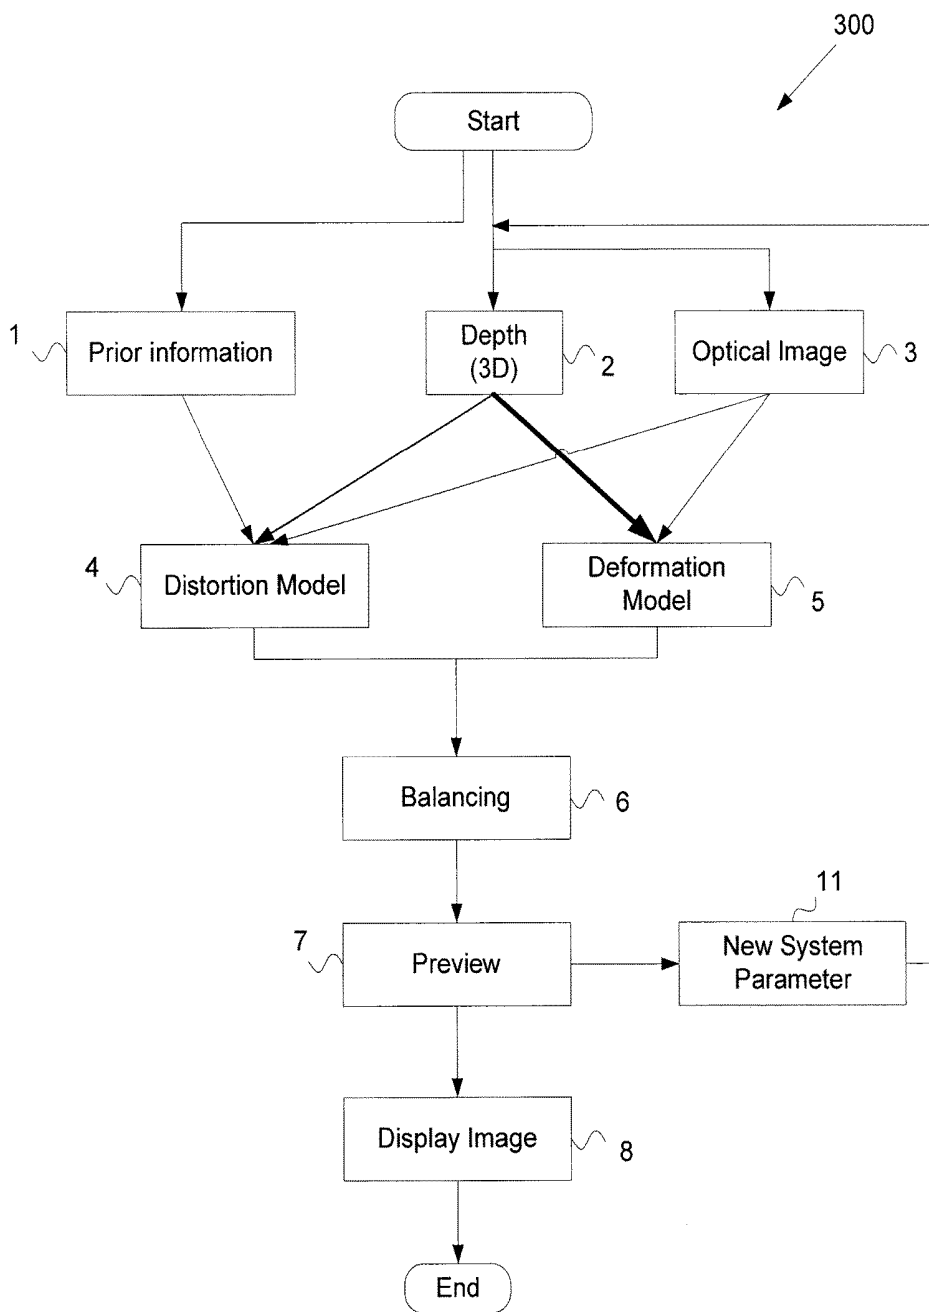 300
Start
1
Prior information
Depth
(3D)
2
Optical Image
3
4
Distortion Model
Deformation
Model
5
Balancing
6
11
7
Preview
New System
Parameter
Display Image
8
End